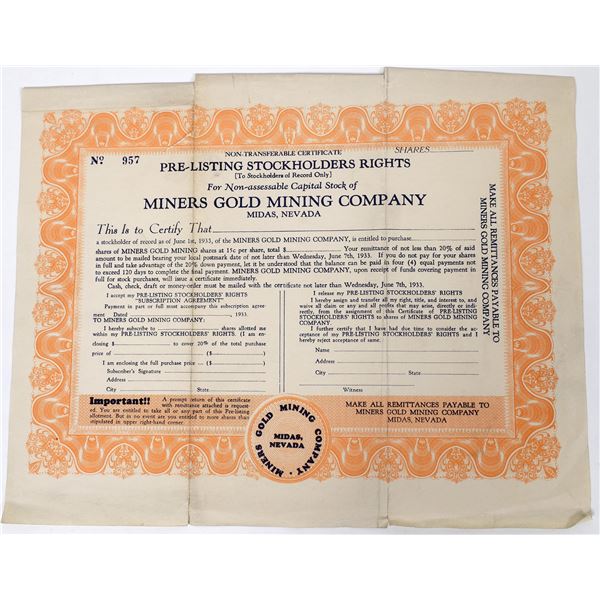 NON-TRANSFERABLE CERTIFICATE
SHARES
Nº 957
PRE-LISTING STOCKHOLDERS RIGHTS
[To Stockholders of Record Only]
For Non-assessable Capital Stock of
MINERS GOLD MINING COMPANY
MIDAS, NEVADA
This Is to Certify That
a stockholder of record as of June 1st, 1933, of the MINERS GOLD MINING COMPANY, is entitled to purchase
shares of MINERS GOLD MINING shares at 15c per share, total $ Your remittance of not less than 20% of said
amount to be mailed bearing your local postmark date of not later than Wednesday, June 7th, 1933. If you do not pay for your shares
in full and take advantage of the 20% down payment, let it be understood that the balance can be paid in four (4) equal payments not
to exceed 120 days to complete the final payment. MINERS GOLD MINING COMPANY, upon receipt of funds covering payment in
full for stock purchases, will issue a certificate accordingly.
Cash, check, draft or money-order must be mailed with the certificate not later than Wednesday, June 7th, 1933.
I accept my PRE-LISTING STOCKHOLDERS' RIGHTS
"SUBSCRIPTION AGREEMENT"
Payment in part or full must accompany this subscription agreement
Dated , 1933.
MINERS GOLD MINING COMPANY:
I hereby subscribe to shares allotted me
within my PRE-LISTING STOCKHOLDERS' RIGHTS. (I am enclosing
$ to cover 20% of the total purchase
price of ($ )
I am enclosing the full purchase price — ($ )
Subscriber's Signature
Address
City State
I release my PRE-LISTING STOCKHOLDERS' RIGHTS
I hereby assign and transfer all my right, title, and interest to, and
waive all claim of and to any and all profits that may arise, directly or indirectly,
from the assignment of this Certificate of PRE-LISTING
STOCKHOLDERS' RIGHTS to shares of MINERS GOLD MINING
COMPANY.
I further certify that I have had due time to consider the acceptance
of my PRE-LISTING STOCKHOLDERS' RIGHTS and I
hereby reject acceptance of same.
Name
Address
City State
Witness
Important!! A prompt return of this certificate
with remittance attached is requested.
You are entitled to take all or any part of this Pre-listing
allotment. But in no event are you entitled to more shares than
stipulated in upper right-hand corner.
MINERS GOLD MINING COMPANY
MIDAS,
NEVADA
MAKE ALL REMITTANCES PAYABLE TO
MINERS GOLD MINING COMPANY
MIDAS, NEVADA
MAKE ALL REMITTANCES PAYABLE TO
MINERS GOLD MINING COMPANY